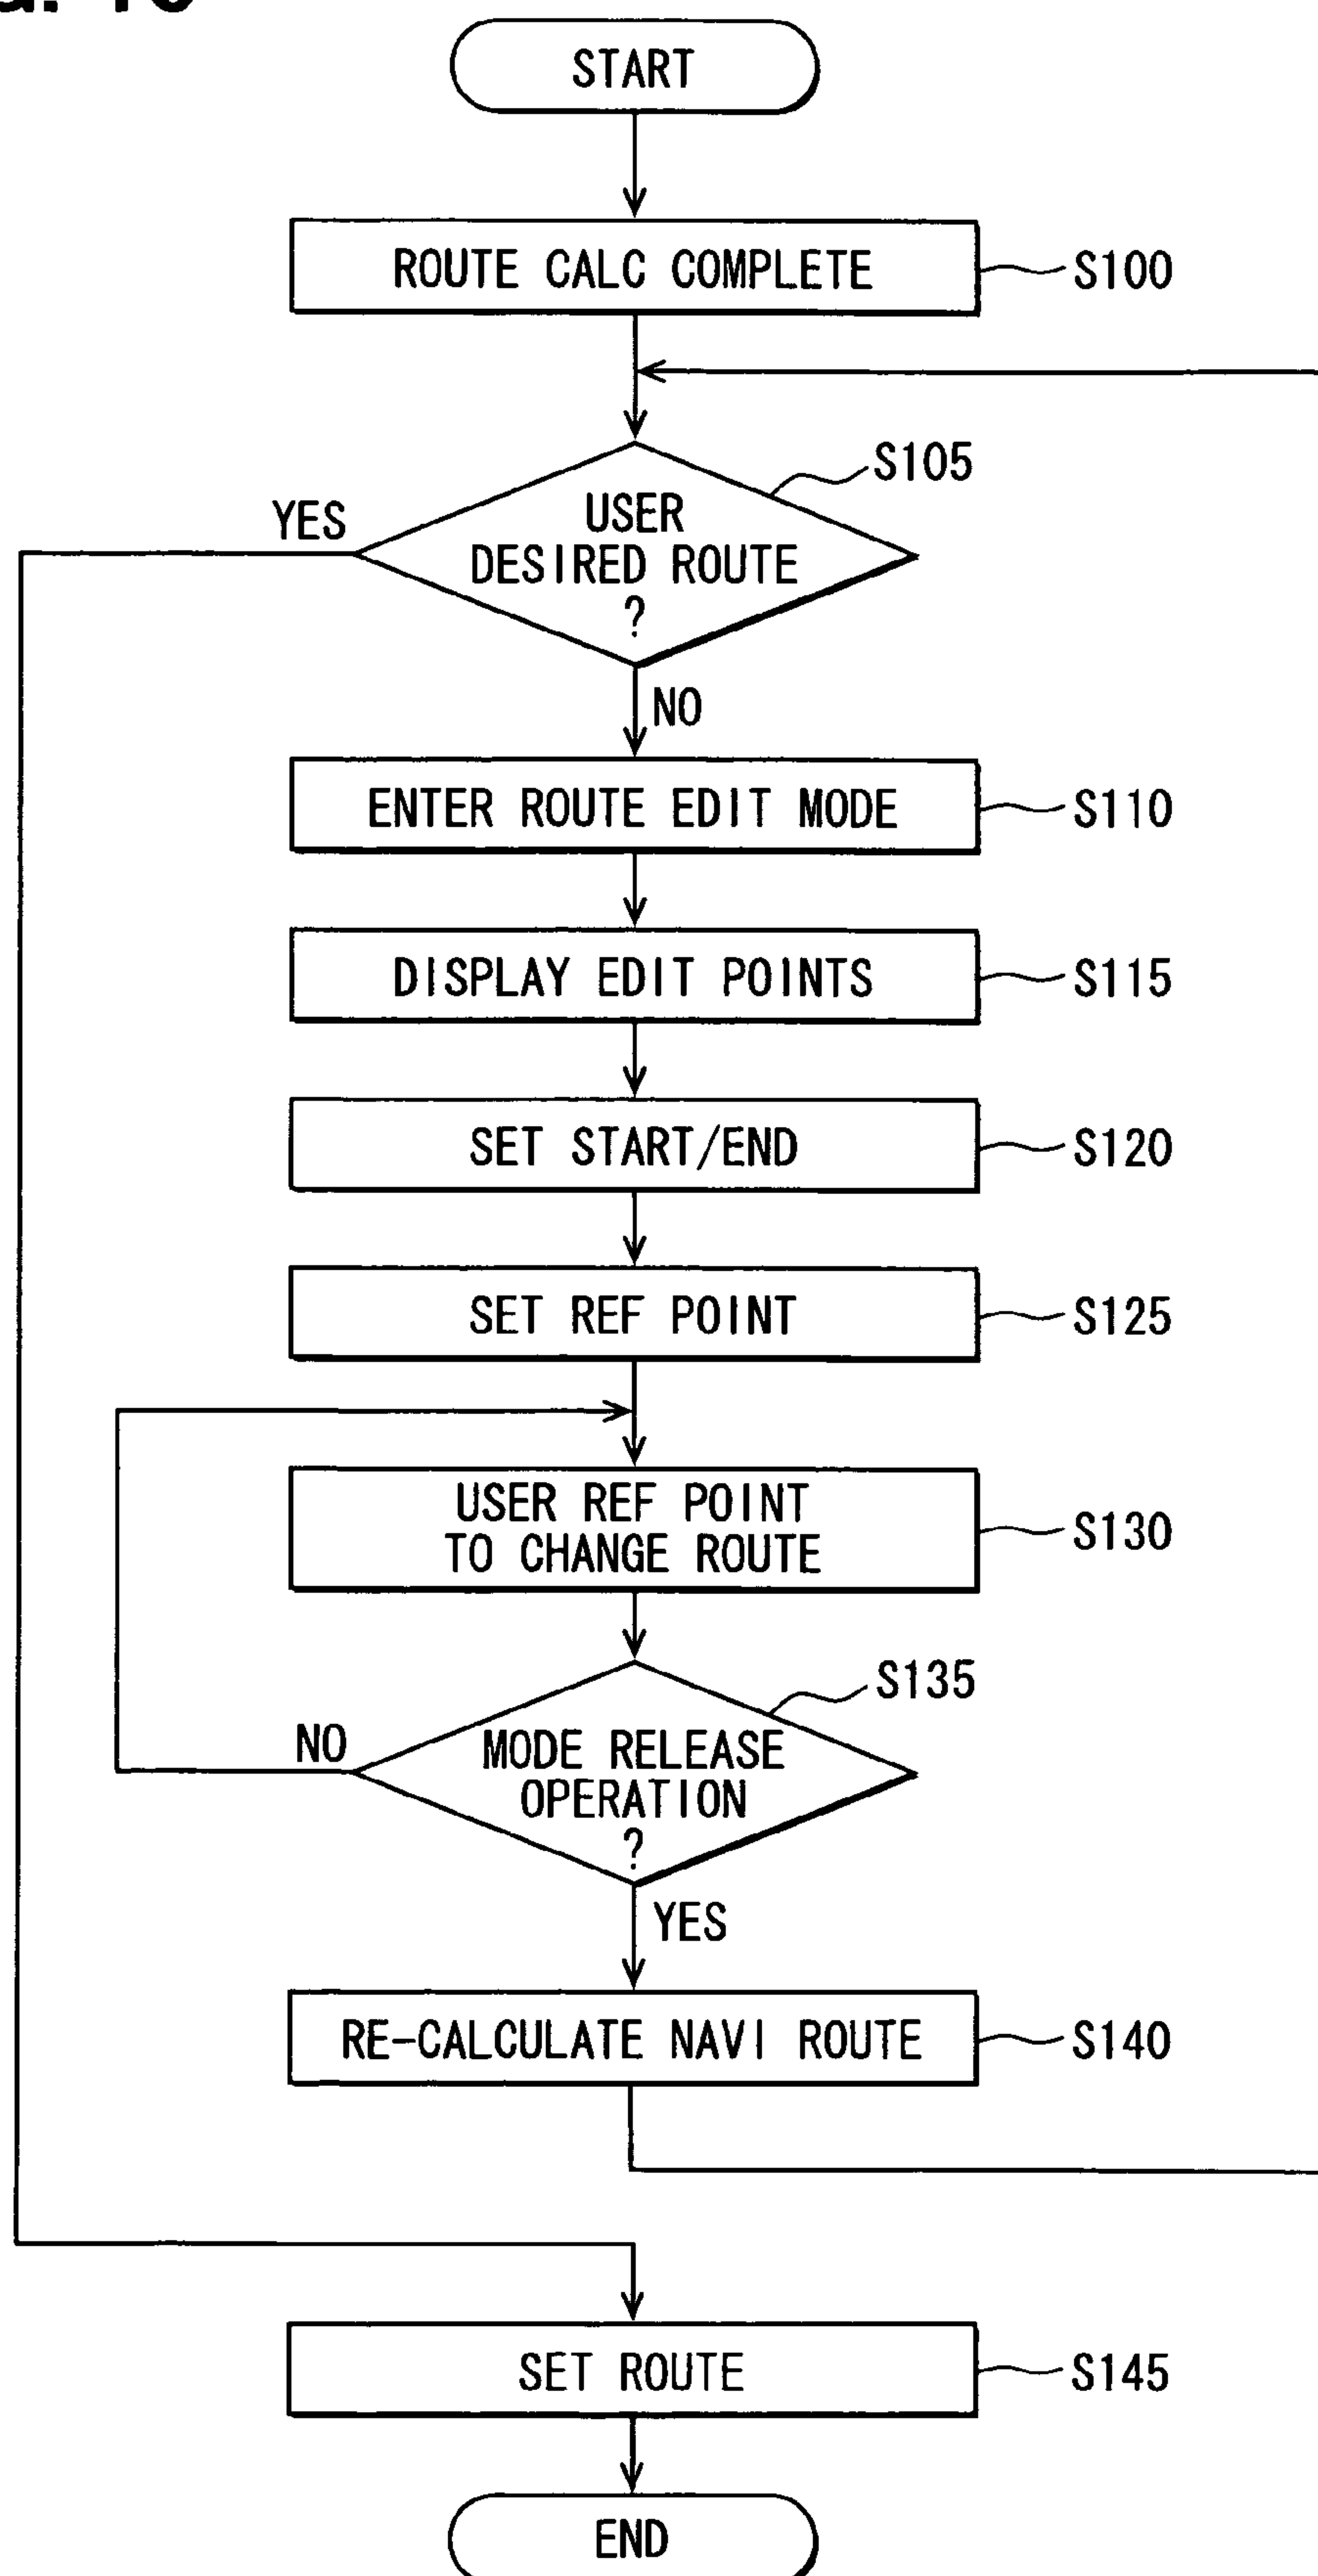 START
ROUTE CALC COMPLETE
S100
S105
YES
USER
DESIRED ROUTE
?
NO
ENTER ROUTE EDIT MODE
S110
DISPLAY EDIT POINTS
S115
SET START/END
S120
SET REF POINT
S125
USER REF POINT
TO CHANGE ROUTE
S130
S135
NO
MODE RELEASE
OPERATION
?
YES
RE-CALCULATE NAVI ROUTE
S140
SET ROUTE
S145
END